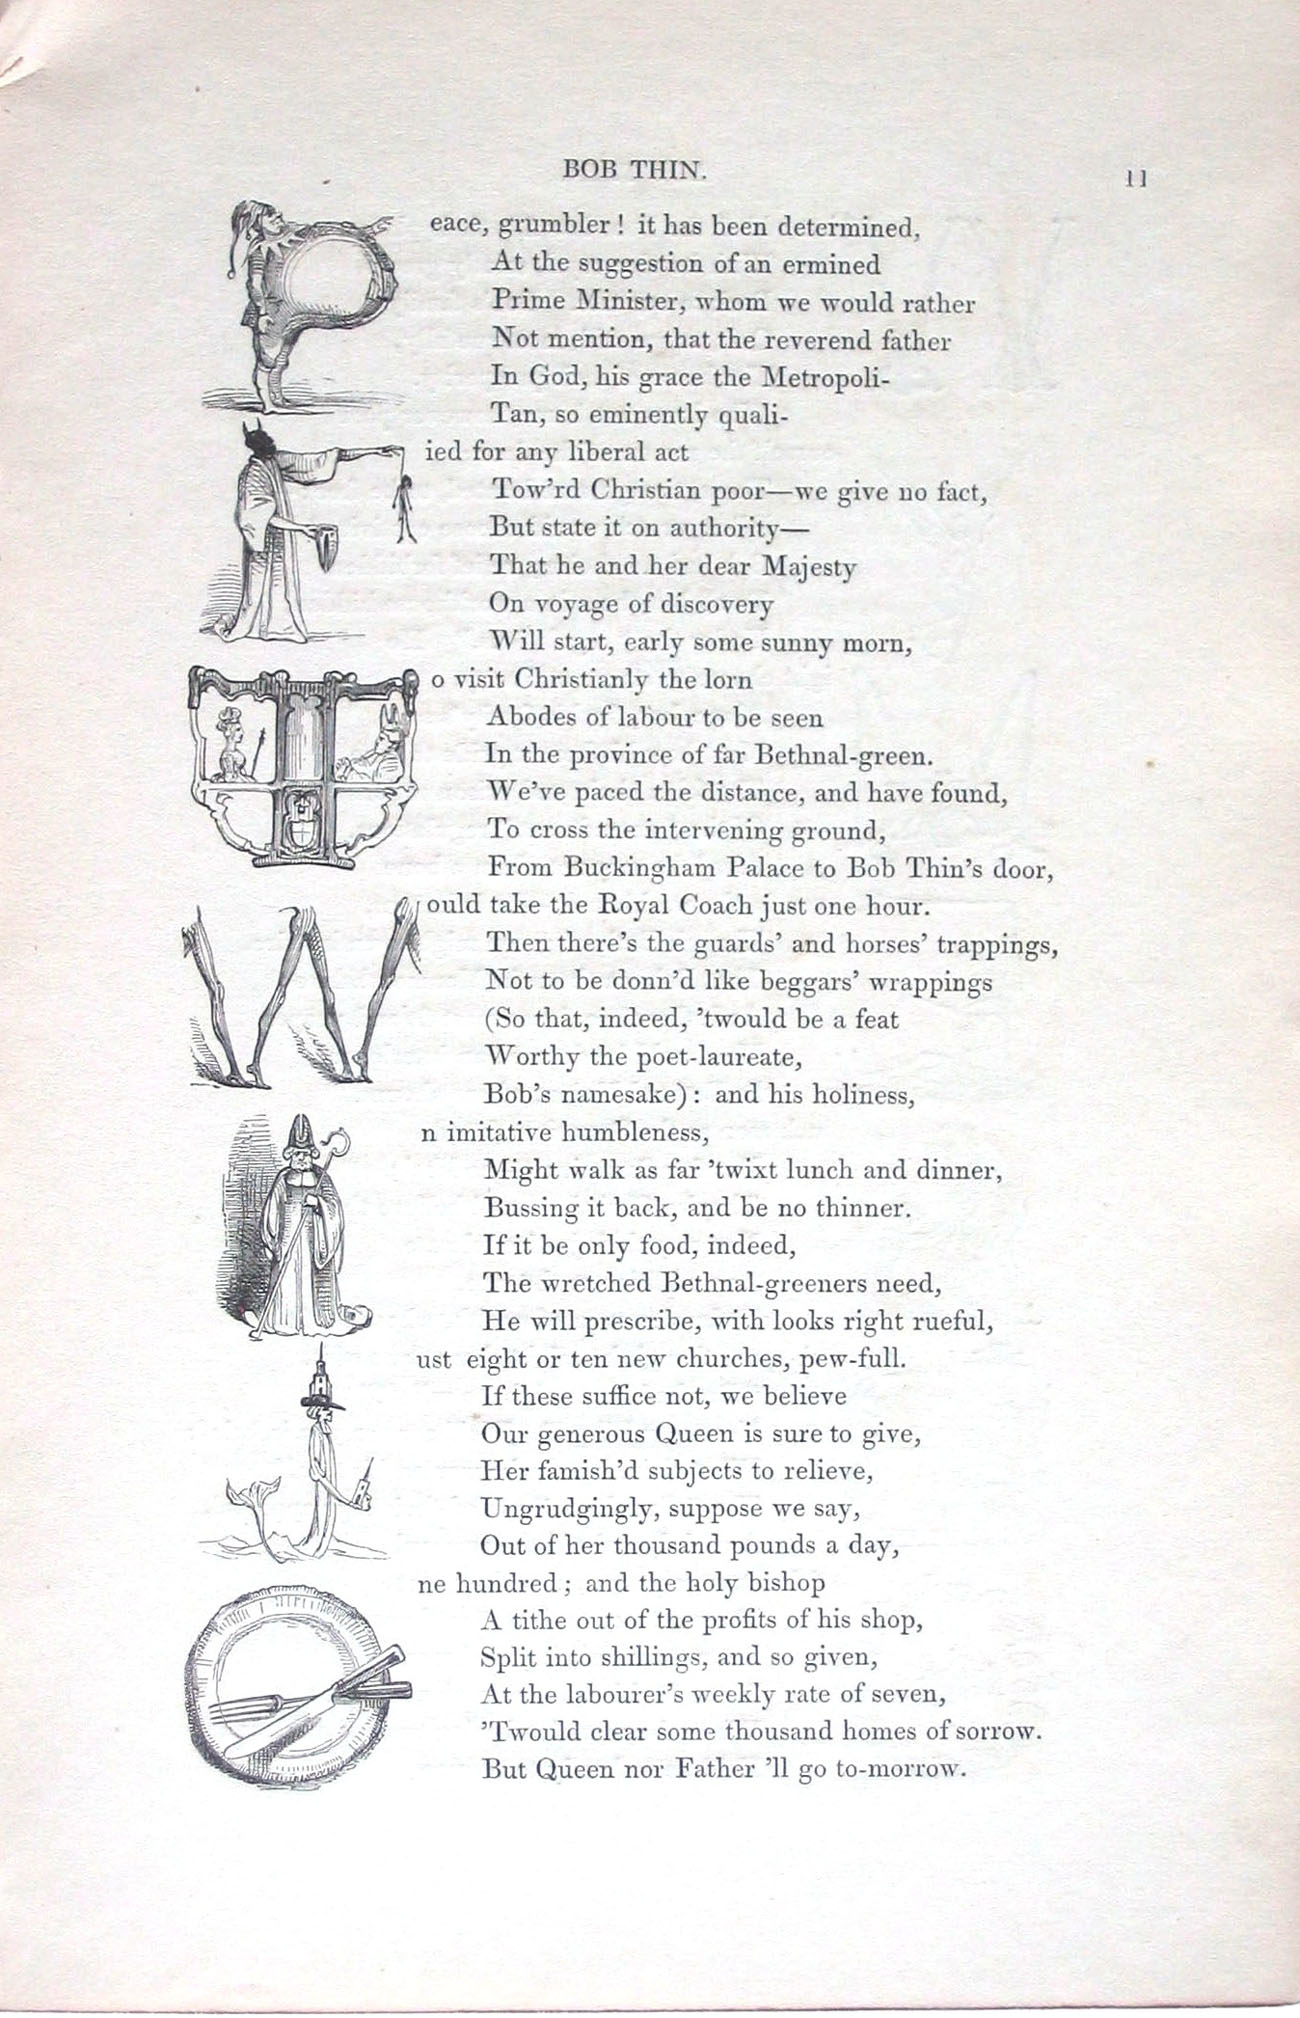 BOB THIN.
11
Peace, grumbler! it has been determined,
At the suggestion of an ermined
Prime Minister, whom we would rather
Not mention, that the reverend father
In God, his grace the Metropoli-
Tan, so eminently quali-
Fied for any liberal act
Tow'rd Christian poor—we give no fact,
But state it on authority—
That he and her dear Majesty
On voyage of discovery
Will start, early some sunny morn,
To visit Christianly the lorn
Abodes of labour to be seen
In the province of far Bethnal-green.
We've paced the distance, and have found,
To cross the intervening ground,
From Buckingham Palace to Bob Thin's door,
Would take the Royal Coach just one hour.
Then there's the guards' and horses' trappings,
Not to be donn'd like beggars' wrappings
(So that, indeed, 'twould be a feat
Worthy the poet-laureate,
Bob's namesake): and his holiness,
In imitative humbleness,
Might walk as far 'twixt lunch and dinner,
Bussing it back, and be no thinner.
If it be only food, indeed,
The wretched Bethnal-greeners need,
He will prescribe, with looks right rueful,
Just eight or ten new churches, pew-full.
If these suffice not, we believe
Our generous Queen is sure to give,
Her famish'd subjects to relieve,
Ungrudgingly, suppose we say,
Out of her thousand pounds a day,
One hundred; and the holy bishop
A tithe out of the profits of his shop,
Split into shillings, and so given,
At the labourer's weekly rate of seven,
'Twould clear some thousand homes of sorrow.
But Queen nor Father 'll go to-morrow.